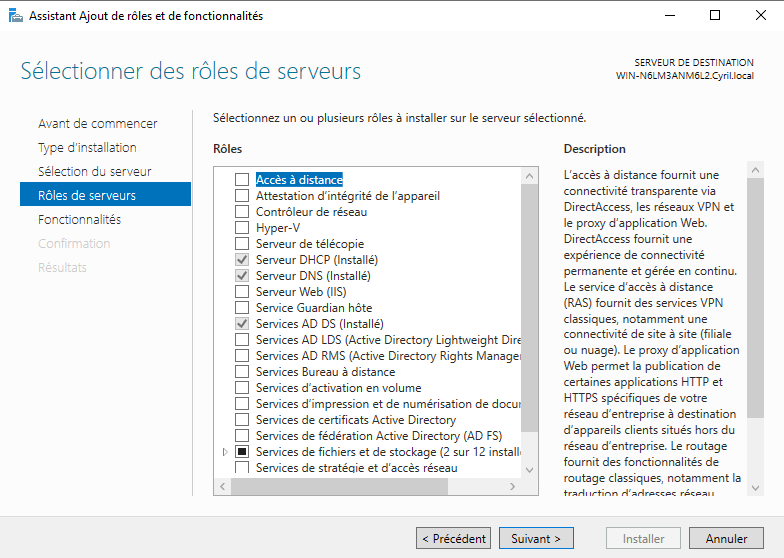 Assistant Ajout de rôles et de fonctionnalités
Sélectionner des rôles de serveurs
SERVEUR DE DESTINATION
WIN-N6LM3ANM6L2.Cyril.local
Avant de commencer
Type d'installation
Sélection du serveur
Rôles de serveurs
Fonctionnalités
Confirmation
Résultats
Sélectionnez un ou plusieurs rôles à installer sur le serveur sélectionné.
Rôles
Accès à distance
Attestation d'intégrité de l'appareil
Contrôleur de réseau
Hyper-V
Serveur de télécopie
Serveur DHCP (Installé)
Serveur DNS (Installé)
Serveur Web (IIS)
Service Guardian hôte
Services AD DS (Installé)
Services AD LDS (Active Directory Lightweight Dire
Services AD RMS (Active Directory Rights Manager
Services Bureau à distance
Services d'activation en volume
Services d'impression et de numérisation de docu
Services de certificats Active Directory
Services de fédération Active Directory (AD FS)
Services de fichiers et de stockage (2 sur 12 install
Services de stratégie et d'accès réseau
Description
L'accès à distance fournit une
connectivité transparente via
DirectAccess, les réseaux VPN et
le proxy d'application Web.
DirectAccess fournit une
expérience de connectivité
permanente et gérée en continu.
Le service d'accès à distance
(RAS) fournit des services VPN
classiques, notamment une
connectivité de site à site (filiale
ou nuage). Le proxy d'application
Web permet la publication de
certaines applications HTTP et
HTTPS spécifiques de votre
réseau d'entreprise à destination
d'appareils clients situés hors du
réseau d'entreprise. Le routage
fournit des fonctionnalités de
routage classiques, notamment la
traduction d'adresses réseau
< Précédent
Suivant >
Installer
Annuler